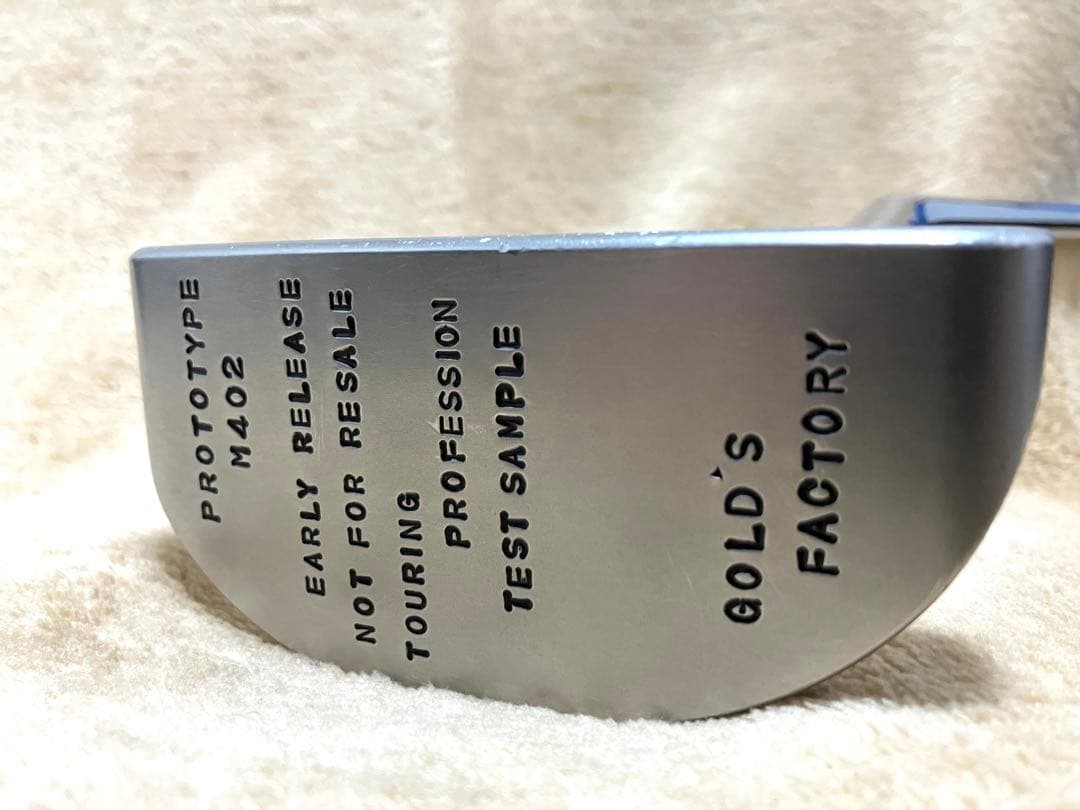 PROTOTYPE
M402
EARLY RELEASE
NOT FOR RESALE
TOURING
PROFESSION
TEST SAMPLE
GOLD'S
FACTORY